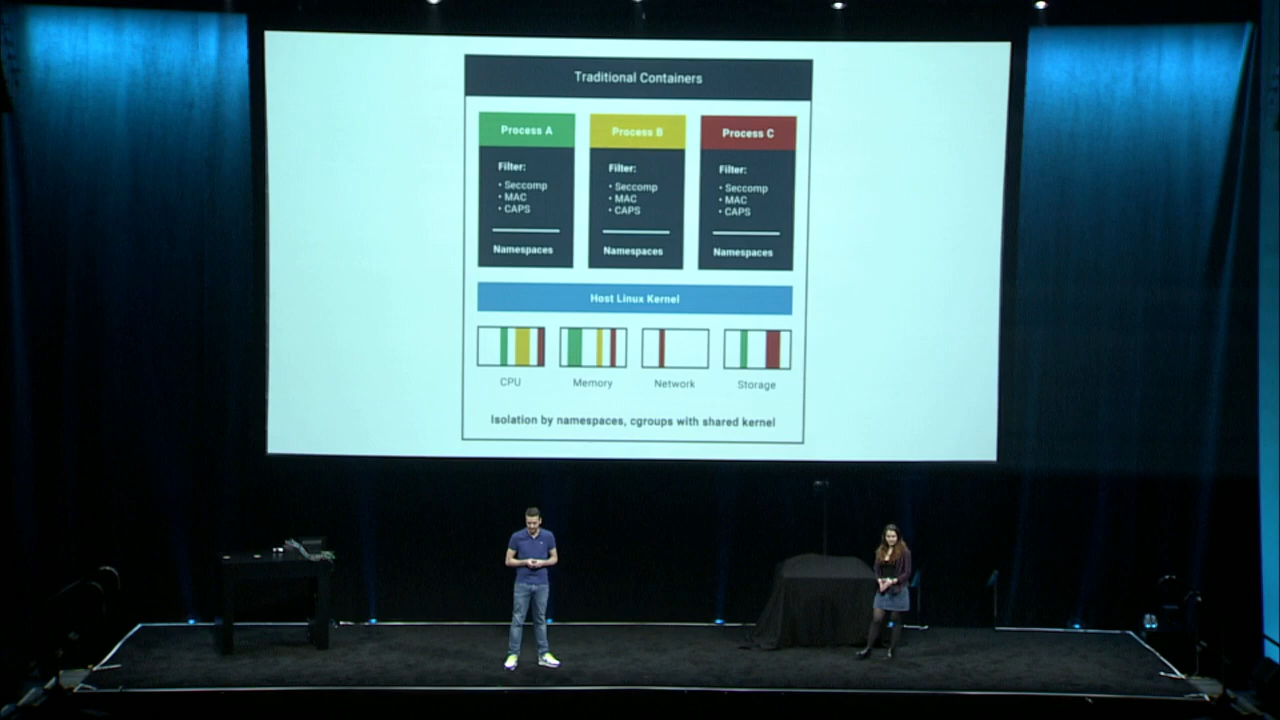 Traditional Containers
Process A
Filter:
• Seccomp
• MAC
• CAPS
Namespaces
Process B
Filter:
• Seccomp
• MAC
• CAPS
Namespaces
Process C
Filter:
• Seccomp
• MAC
• CAPS
Namespaces
Host Linux Kernel
CPU
Memory
Network
Storage
Isolation by namespaces, cgroups with shared kernel